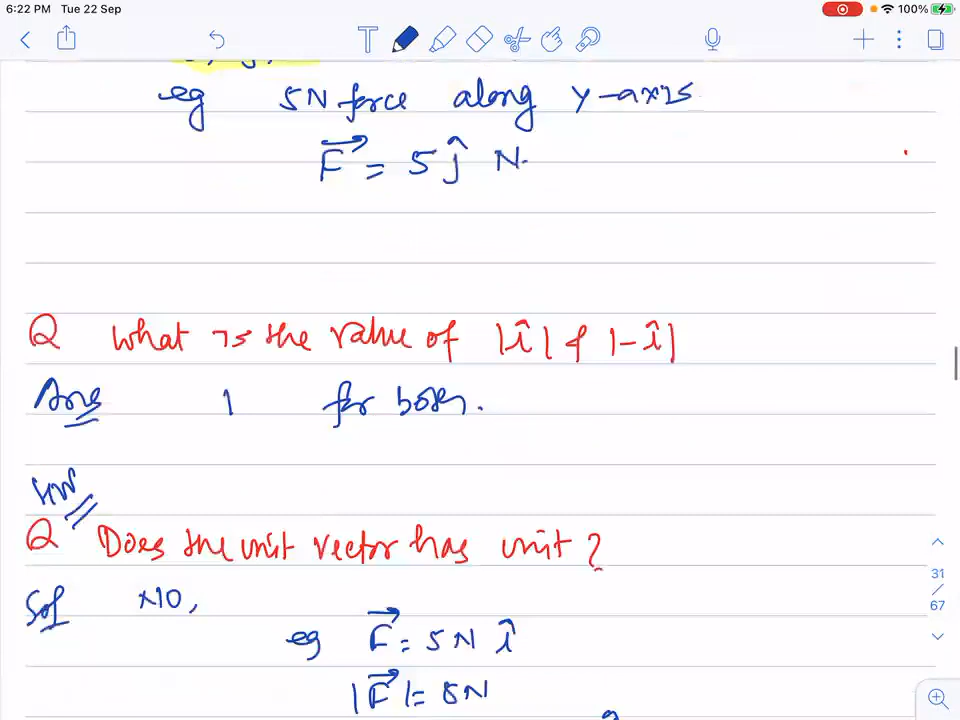 6:22 PM Tue 22 Sep
100%
T
eg 5N force along y-axis
F = 5 ĵ N.
Q What is the value of |î| & |-î|
Ans 1 for both.
HW
Q Does the unit vector has unit?
31
/
67
Sol No,
eg F = 5N î
|F| = 5N